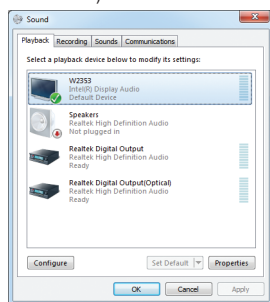 Sound
Playback Recording Sounds Communications
Select a playback device below to modify its settings:
W2353
Intel(R) Display Audio
Default Device
Speakers
Realtek High Definition Audio
Not plugged in
Realtek Digital Output
Realtek High Definition Audio
Ready
Realtek Digital Output(Optical)
Realtek High Definition Audio
Ready
Configure Set Default Properties
OK Cancel Apply